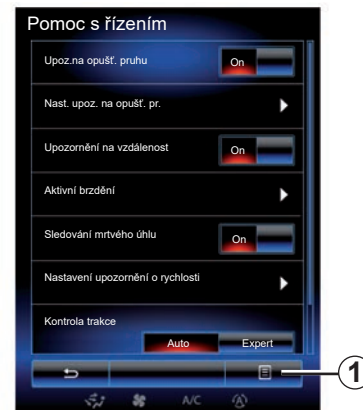 Pomoc s řízením
Upoz.na opušť. pruhu
On
Nast. upoz. na opušť. pr.
Upozornění na vzdálenost
On
Aktivní brzdění
Sledování mrtvého úhlu
On
Nastavení upozornění o rychlosti
Kontrola trakce
Auto
Expert
1
A/C
A